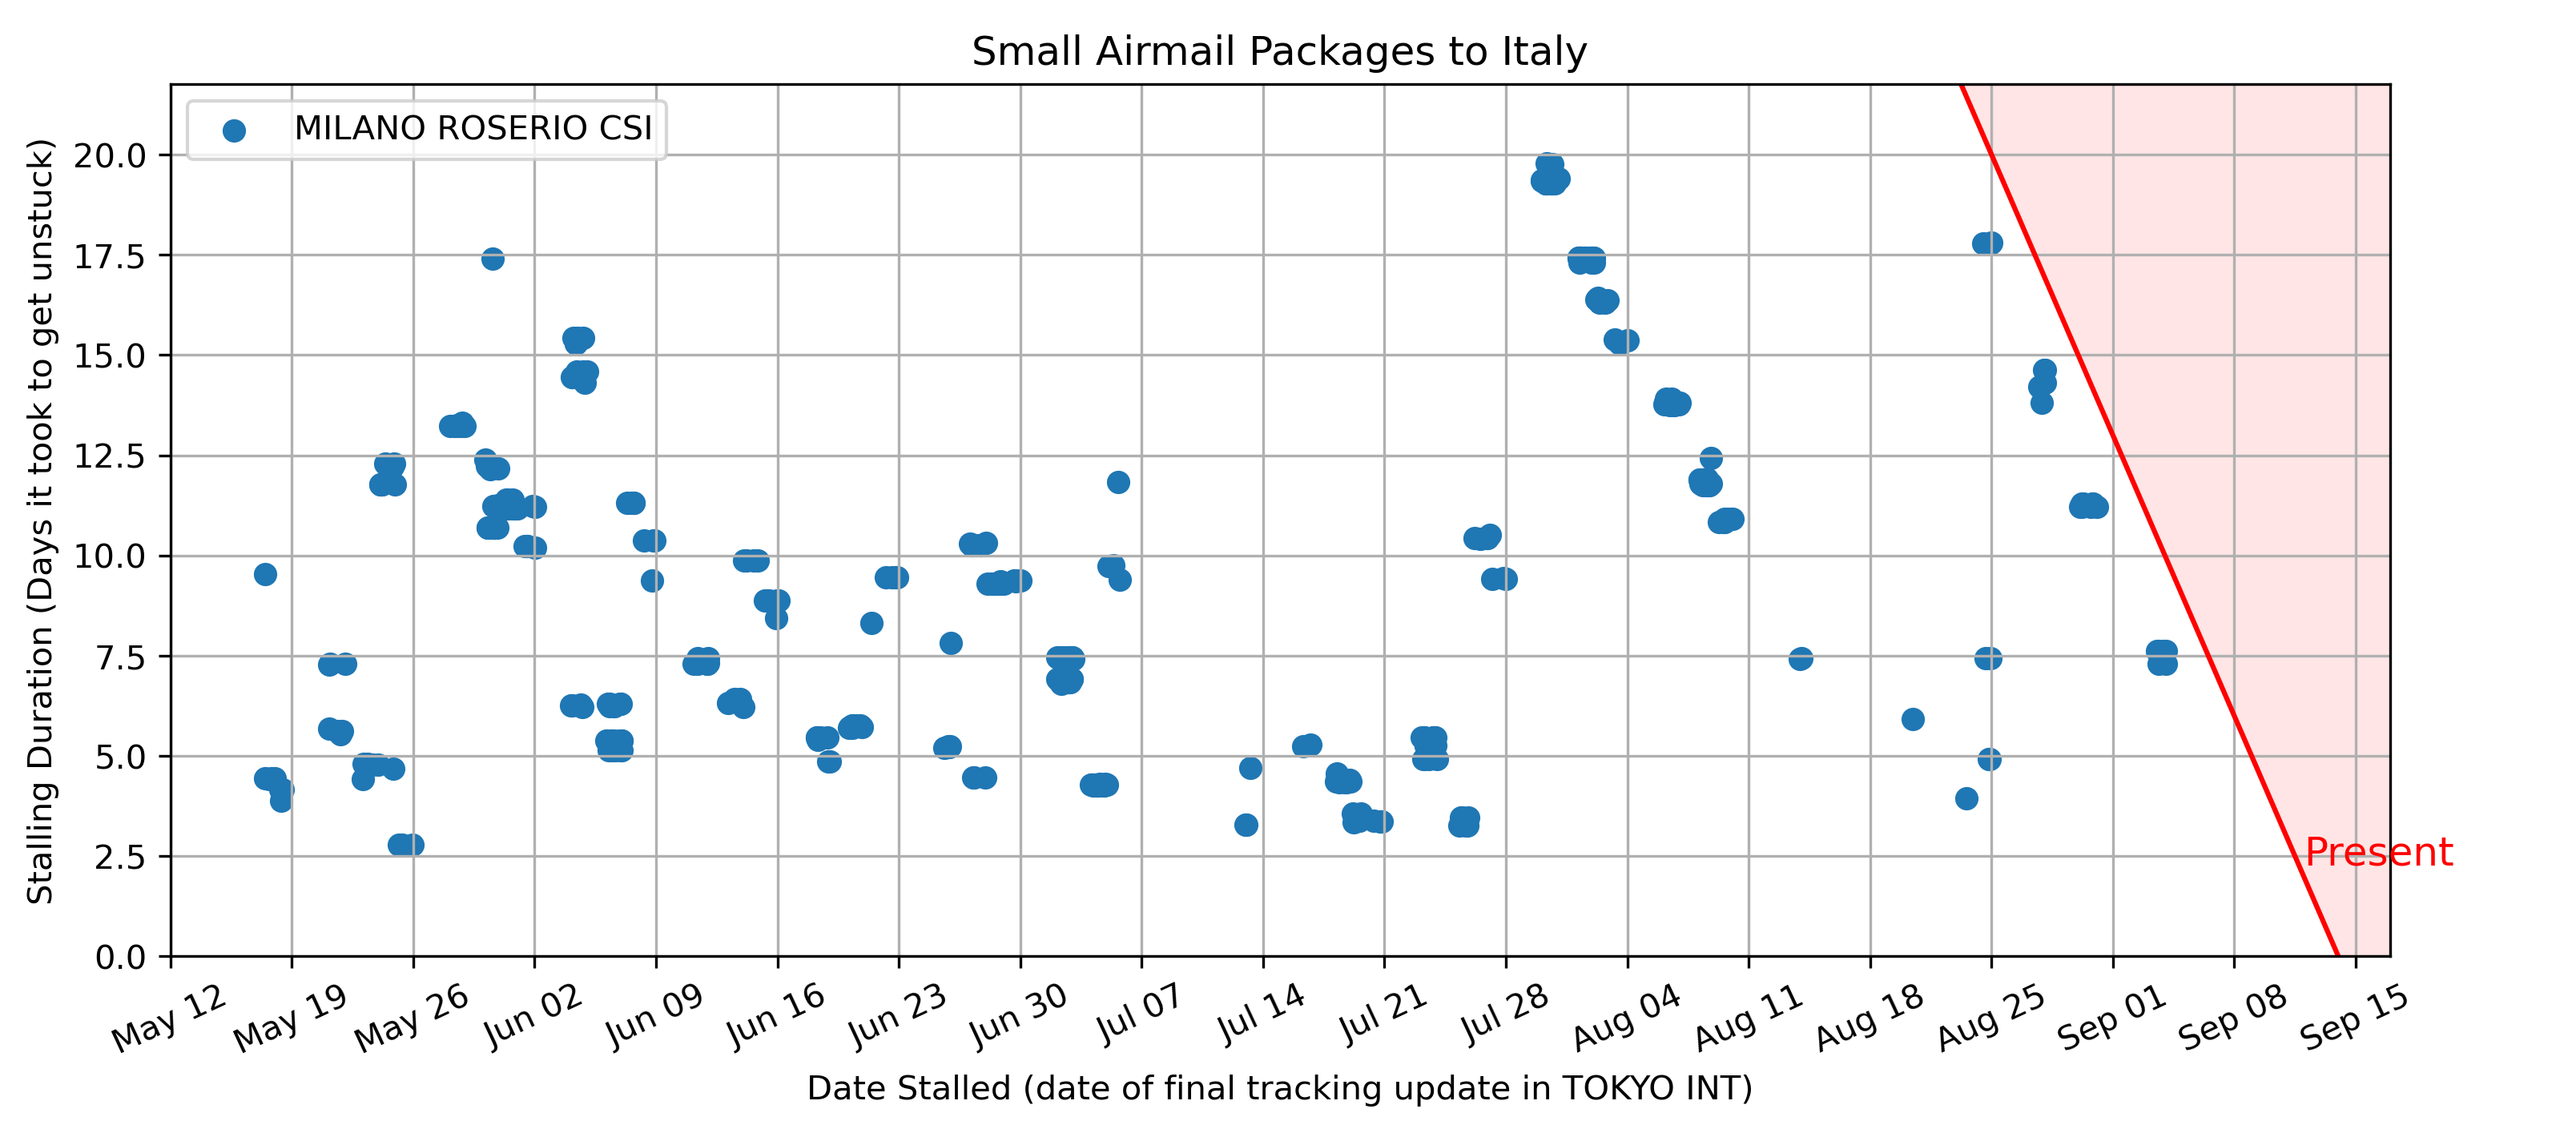 Small Airmail Packages to Italy
MILANO ROSERIO CSI
Stalling Duration (Days it took to get unstuck)
20.0
17.5
15.0
12.5
10.0
7.5
5.0
2.5
0.0
Present
May 12
May 19
May 26
Jun 02
Jun 09
Jun 16
Jun 23
Jun 30
Jul 07
Jul 14
Jul 21
Jul 28
Aug 04
Aug 11
Aug 18
Aug 25
Sep 01
Sep 08
Sep 15
Date Stalled (date of final tracking update in TOKYO INT)